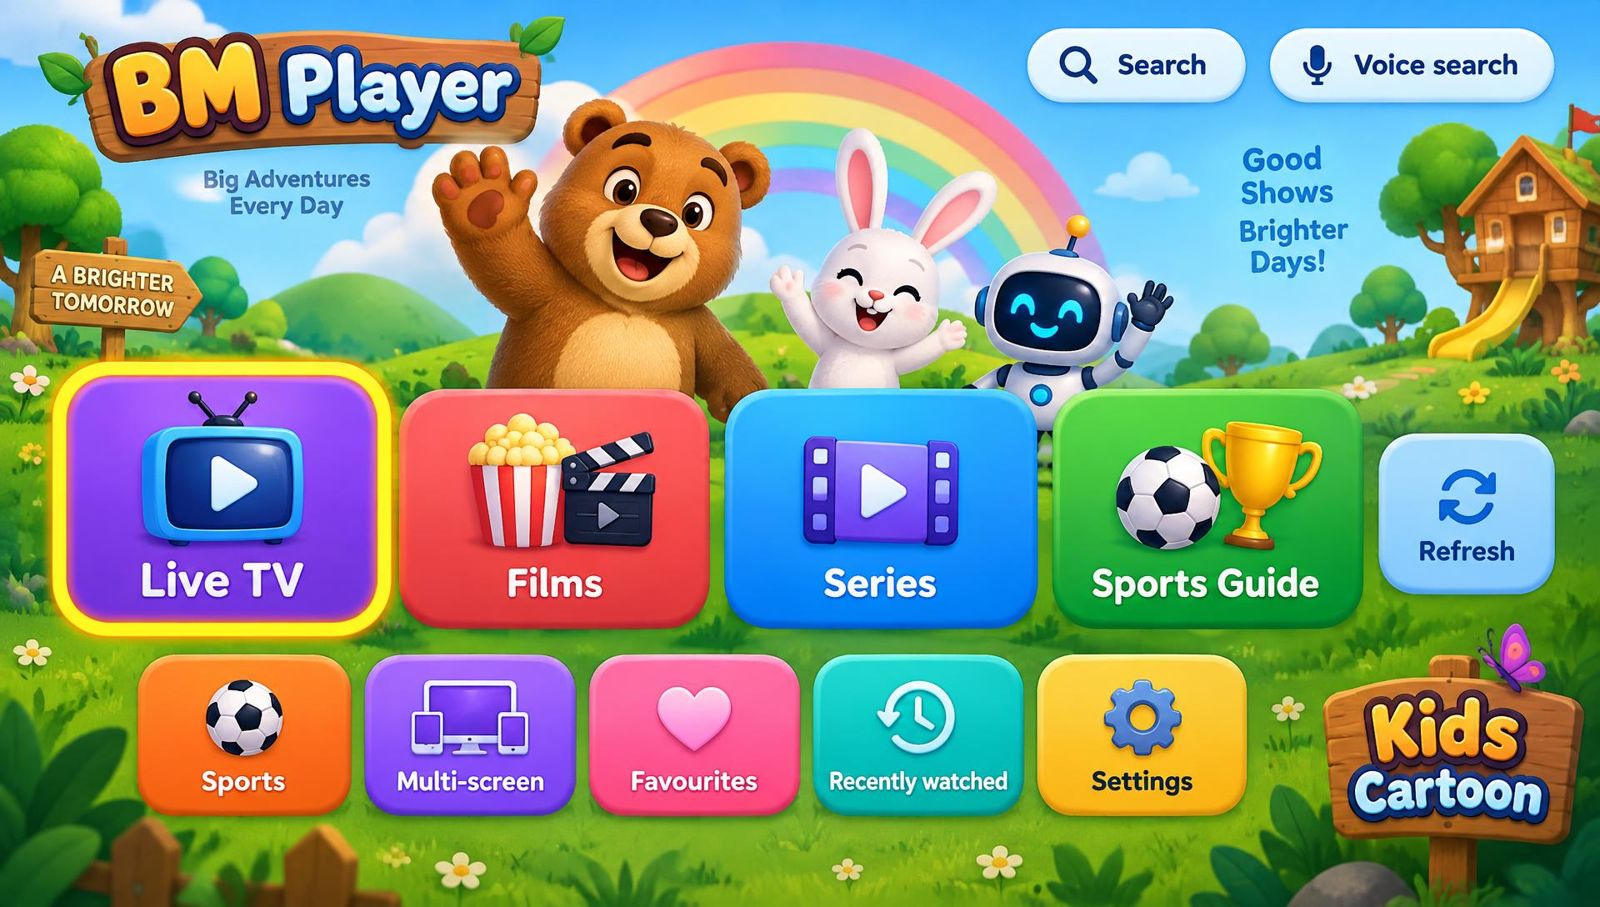 BM Player
Search
Voice search
Big Adventures
Every Day
Good
Shows
Brighter
Days!
A BRIGHTER
TOMORROW
Live TV
Films
Series
Sports Guide
Refresh
Sports
Multi-screen
Favourites
Recently watched
Settings
Kids
Cartoon